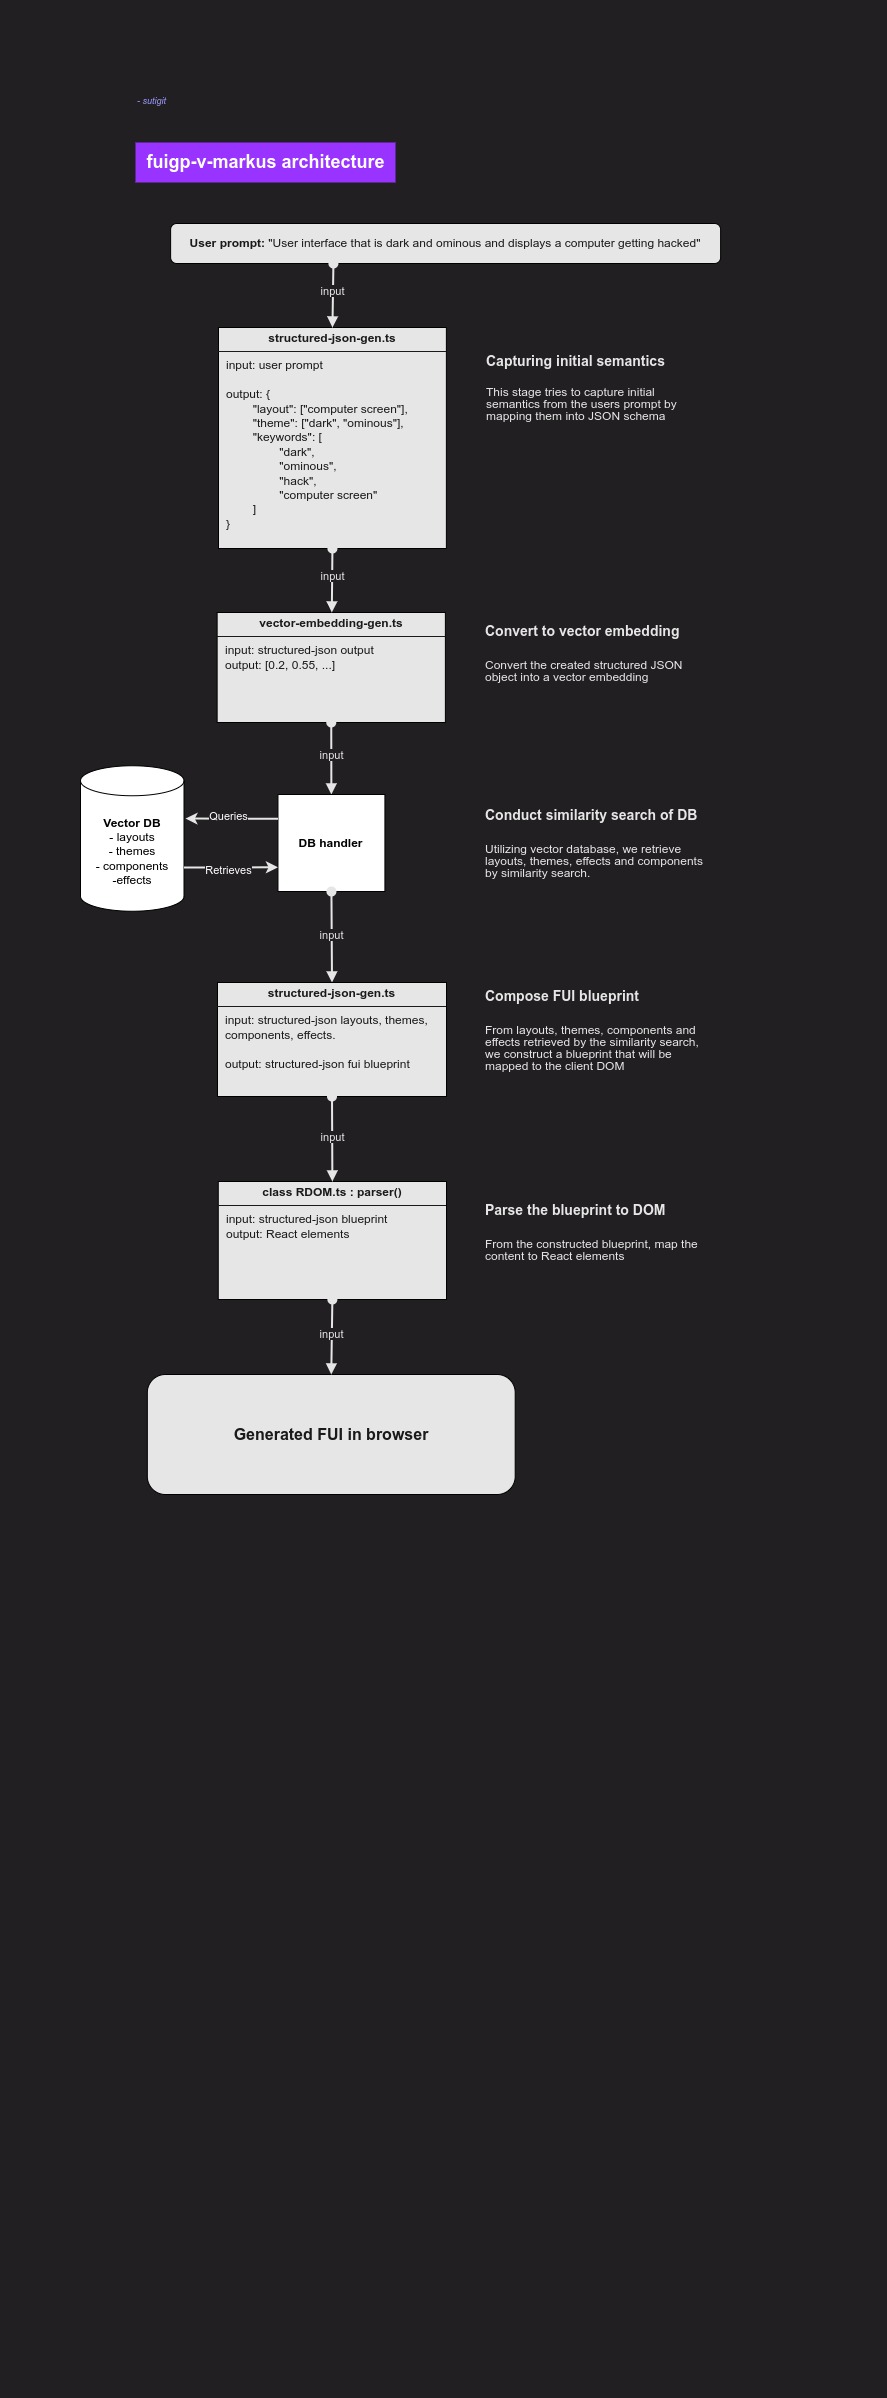 - sutigit
fuigp-v-markus architecture
User prompt: "User interface that is dark and ominous and displays a computer getting hacked"
input
structured-json-gen.ts
input: user prompt
output: {
"layout": ["computer screen"],
"theme": ["dark", "ominous"],
"keywords": [
"dark",
"ominous",
"hack",
"computer screen"
]
}
Capturing initial semantics
This stage tries to capture initial
semantics from the users prompt by
mapping them into JSON schema
input
vector-embedding-gen.ts
input: structured-json output
output: [0.2, 0.55, ...]
Convert to vector embedding
Convert the created structured JSON
object into a vector embedding
input
Vector DB
- layouts
- themes
- components
-effects
Queries
Retrieves
DB handler
Conduct similarity search of DB
Utilizing vector database, we retrieve
layouts, themes, effects and components
by similarity search.
input
structured-json-gen.ts
input: structured-json layouts, themes,
components, effects.
output: structured-json fui blueprint
Compose FUI blueprint
From layouts, themes, components and
effects retrieved by the similarity search,
we construct a blueprint that will be
mapped to the client DOM
input
class RDOM.ts : parser()
input: structured-json blueprint
output: React elements
Parse the blueprint to DOM
From the constructed blueprint, map the
content to React elements
input
Generated FUI in browser